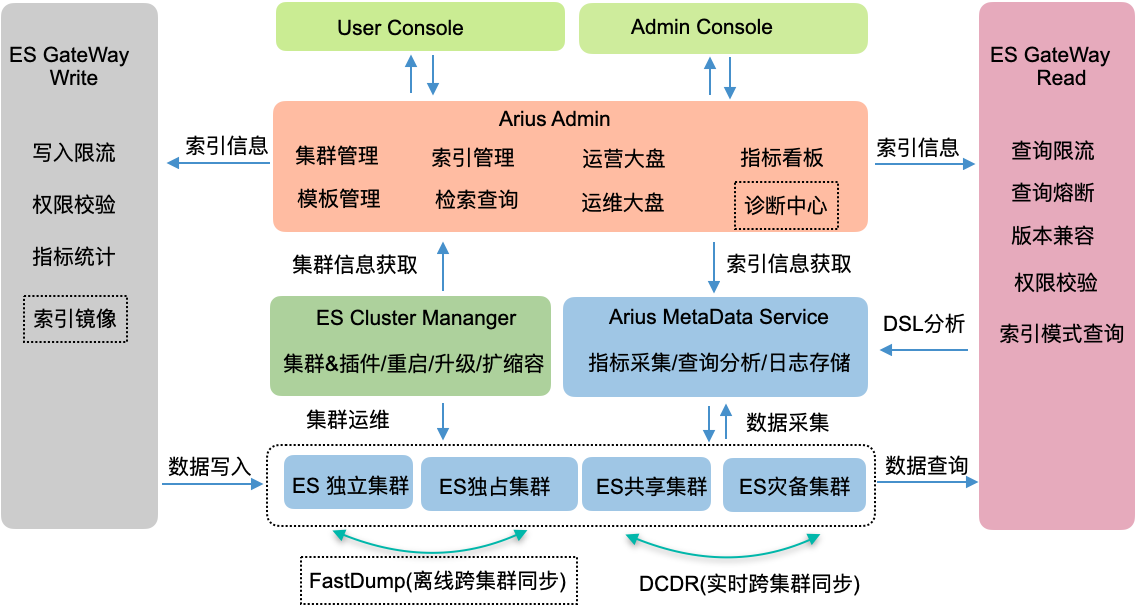 User Console
Admin Console
ES GateWay
Write
写入限流
权限校验
指标统计
索引镜像
索引信息
Arius Admin
集群管理
索引管理
运营大盘
指标看板
模板管理
检索查询
运维大盘
诊断中心
索引信息
ES GateWay
Read
查询限流
查询熔断
版本兼容
权限校验
索引模式查询
集群信息获取
索引信息获取
ES Cluster Mananger
集群&插件/重启/升级/扩缩容
Arius MetaData Service
指标采集/查询分析/日志存储
DSL分析
集群运维
数据采集
数据写入
ES 独立集群
ES独占集群
ES共享集群
ES灾备集群
数据查询
FastDump(离线跨集群同步)
DCDR(实时跨集群同步)